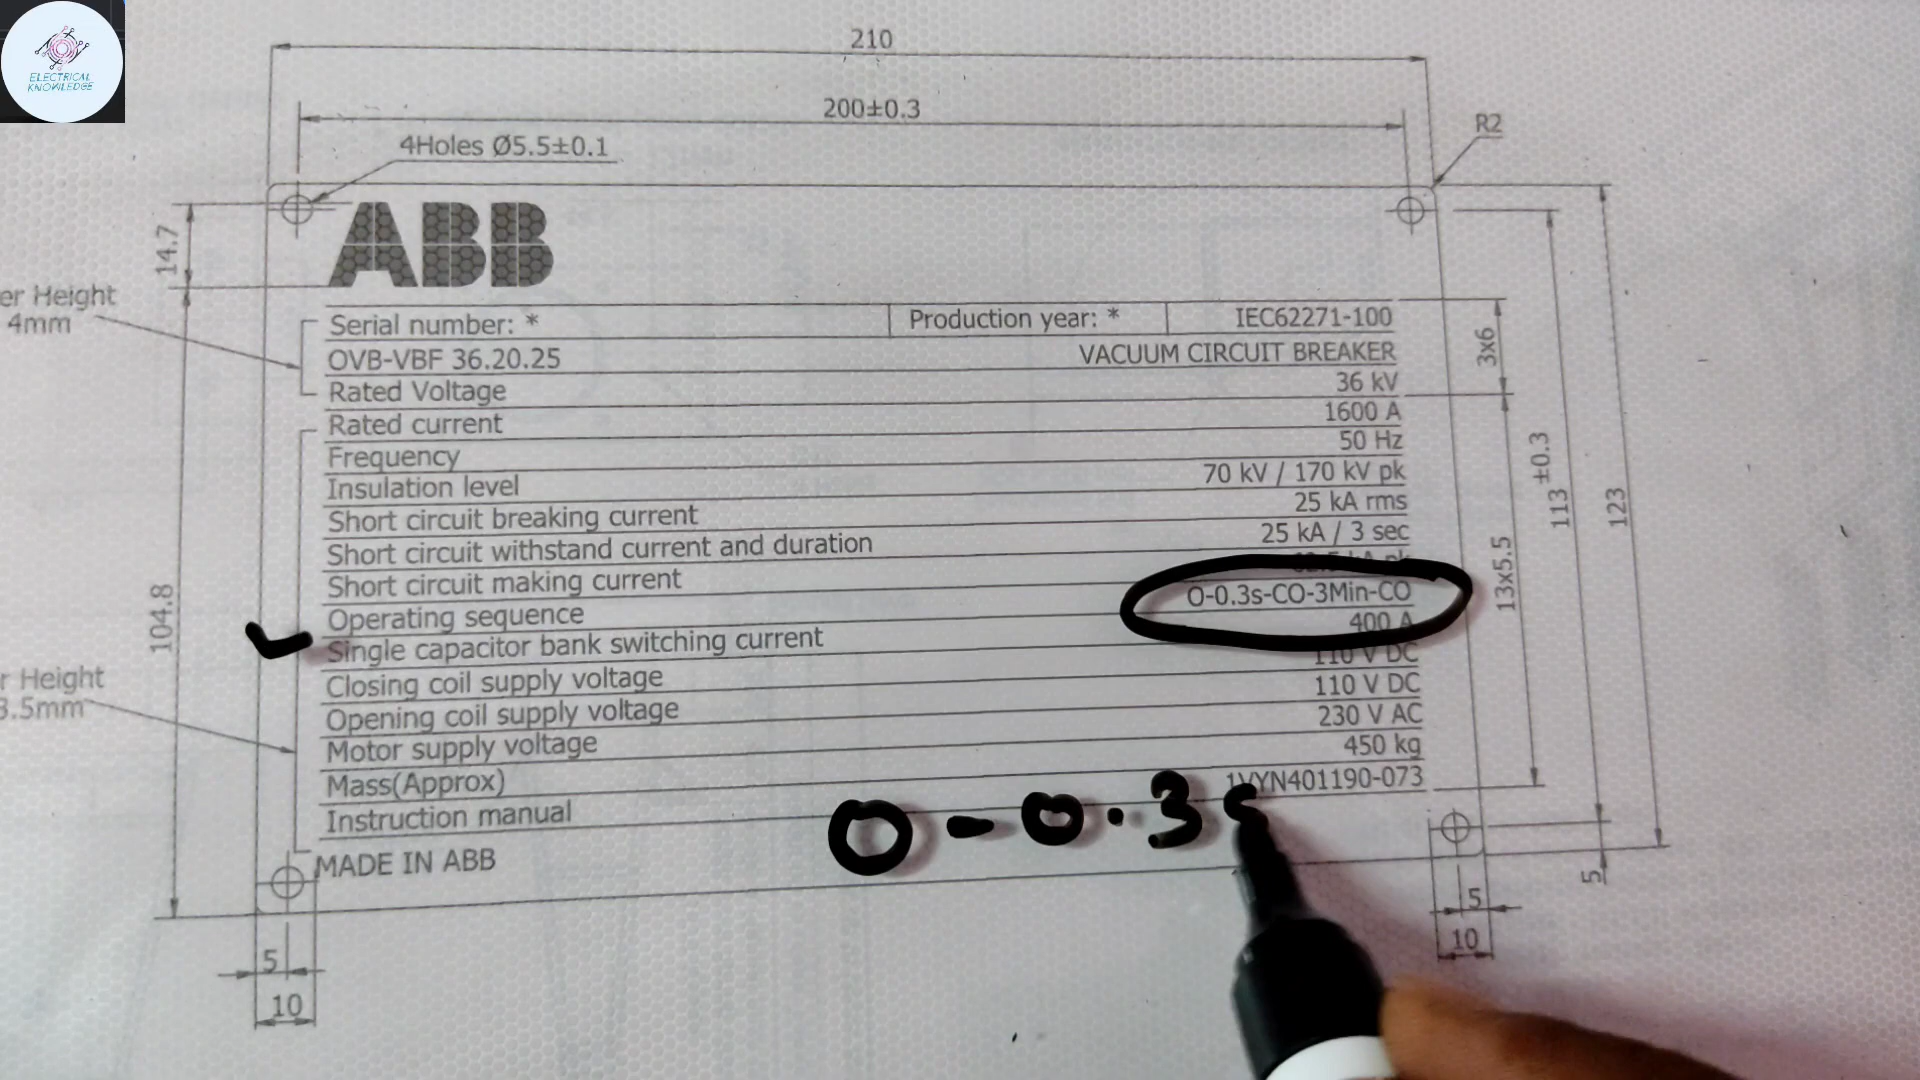 ELECTRICAL
KNOWLEDGE
210
200±0.3
4Holes Ø5.5±0.1
R2
14.7
ABB
er Height
4mm
Serial number: * Production year: * IEC62271-100
OVB-VBF 36.20.25 VACUUM CIRCUIT BREAKER
Rated Voltage 36 kV
Rated current 1600 A
Frequency 50 Hz
Insulation level 70 kV / 170 kV pk
Short circuit breaking current 25 kA rms
Short circuit withstand current and duration 25 kA / 3 sec
Short circuit making current kA pk
Operating sequence O-0.3s-CO-3Min-CO
Single capacitor bank switching current 400 A
Closing coil supply voltage 110 V DC
Opening coil supply voltage 110 V DC
Motor supply voltage 230 V AC
Mass(Approx) 450 kg
Instruction manual 1VYN401190-073
MADE IN ABB
O-0.3s
3x6
13x5.5
113±0.3
123
104.8
r Height
3.5mm
5
10
5
10
5